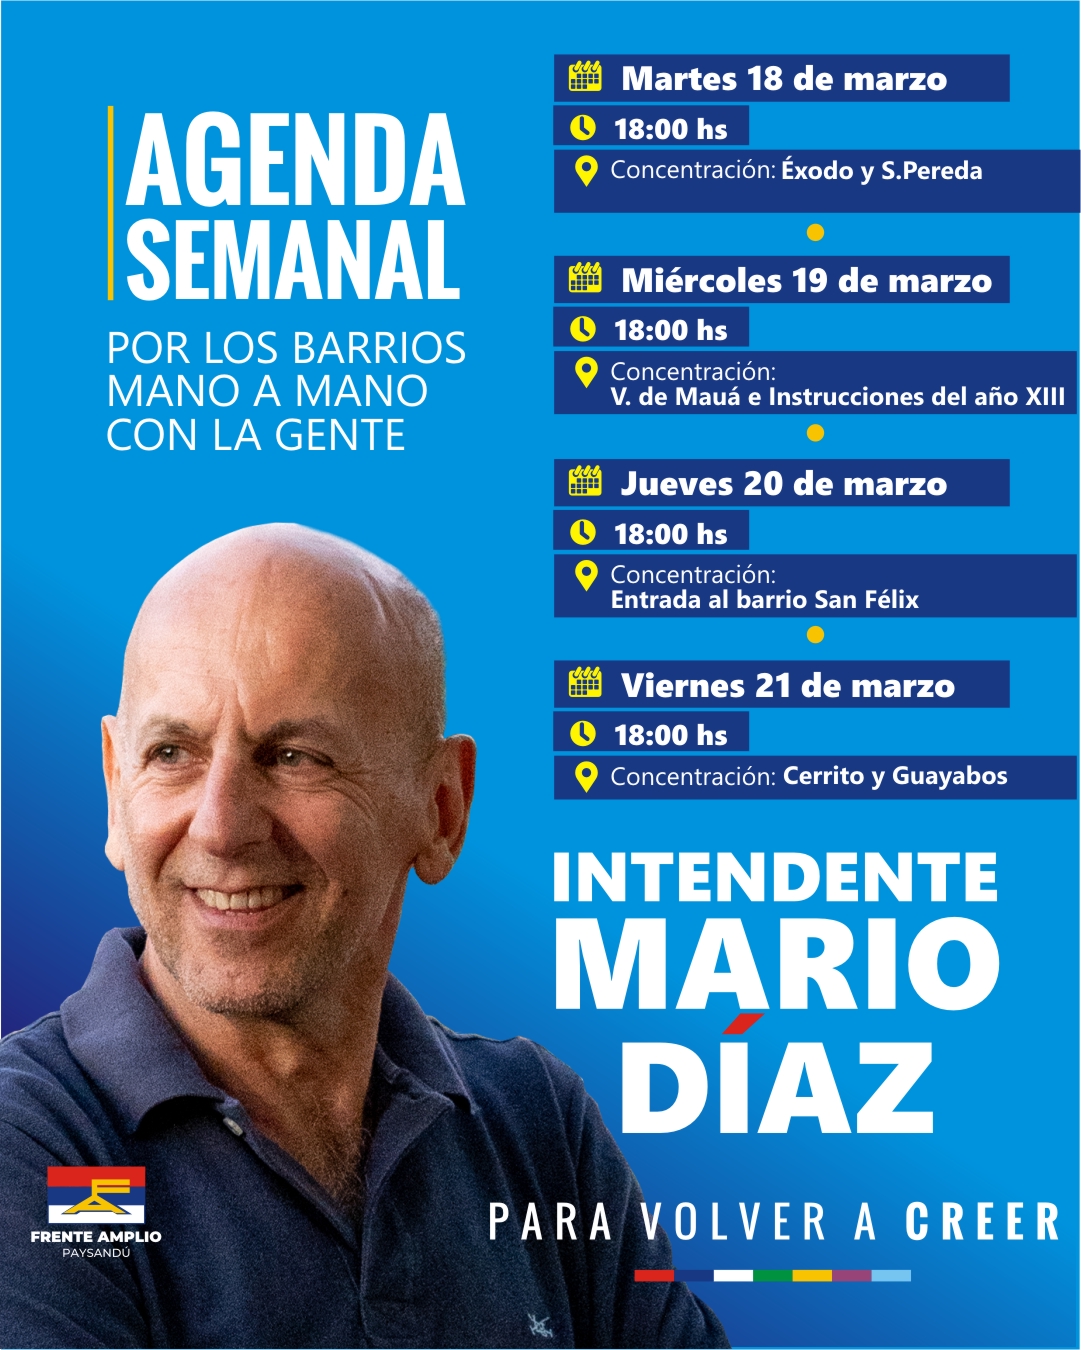 AGENDA
SEMANAL
POR LOS BARRIOS
MANO A MANO
CON LA GENTE
Martes 18 de marzo
18:00 hs
Concentración: Éxodo y S.Pereda
Miércoles 19 de marzo
18:00 hs
Concentración:
V. de Mauá e Instrucciones del año XIII
Jueves 20 de marzo
18:00 hs
Concentración:
Entrada al barrio San Félix
Viernes 21 de marzo
18:00 hs
Concentración: Cerrito y Guayabos
INTENDENTE
MARIO
DÍAZ
PARA VOLVER A CREER
FA
FRENTE AMPLIO
PAYSANDÚ